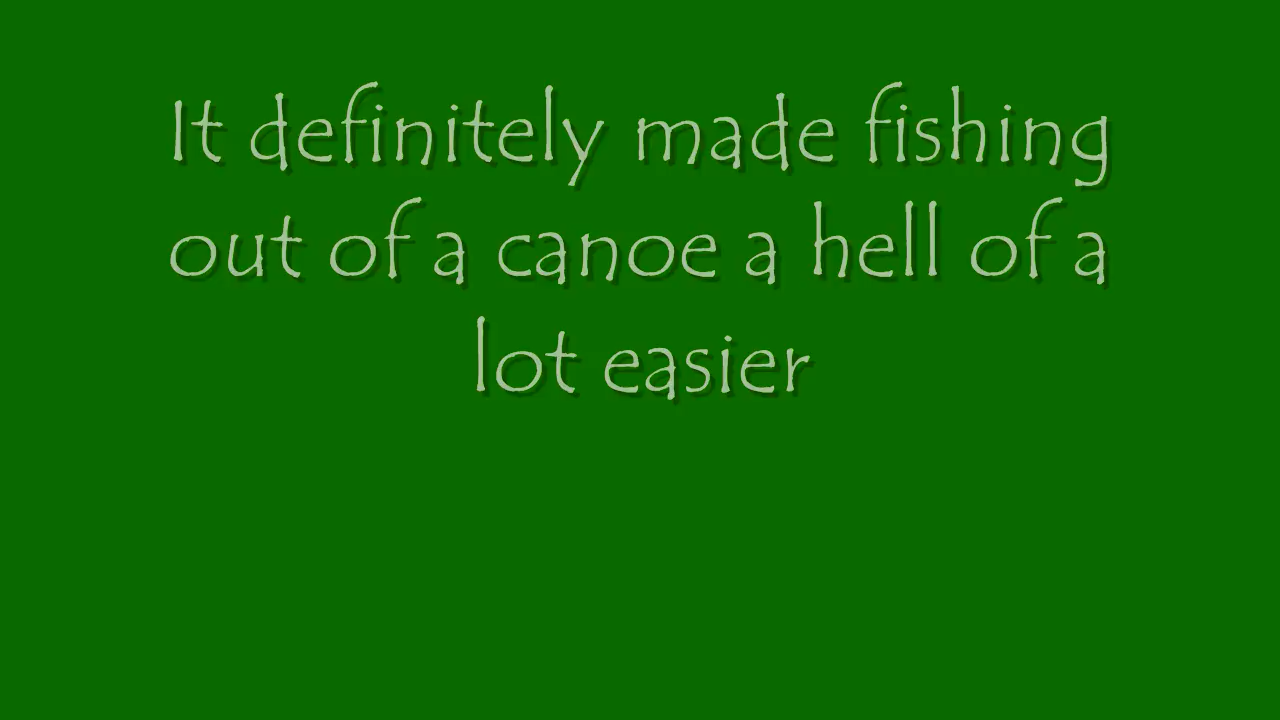 It definitely made fishing
out of a canoe a hell of a
lot easier